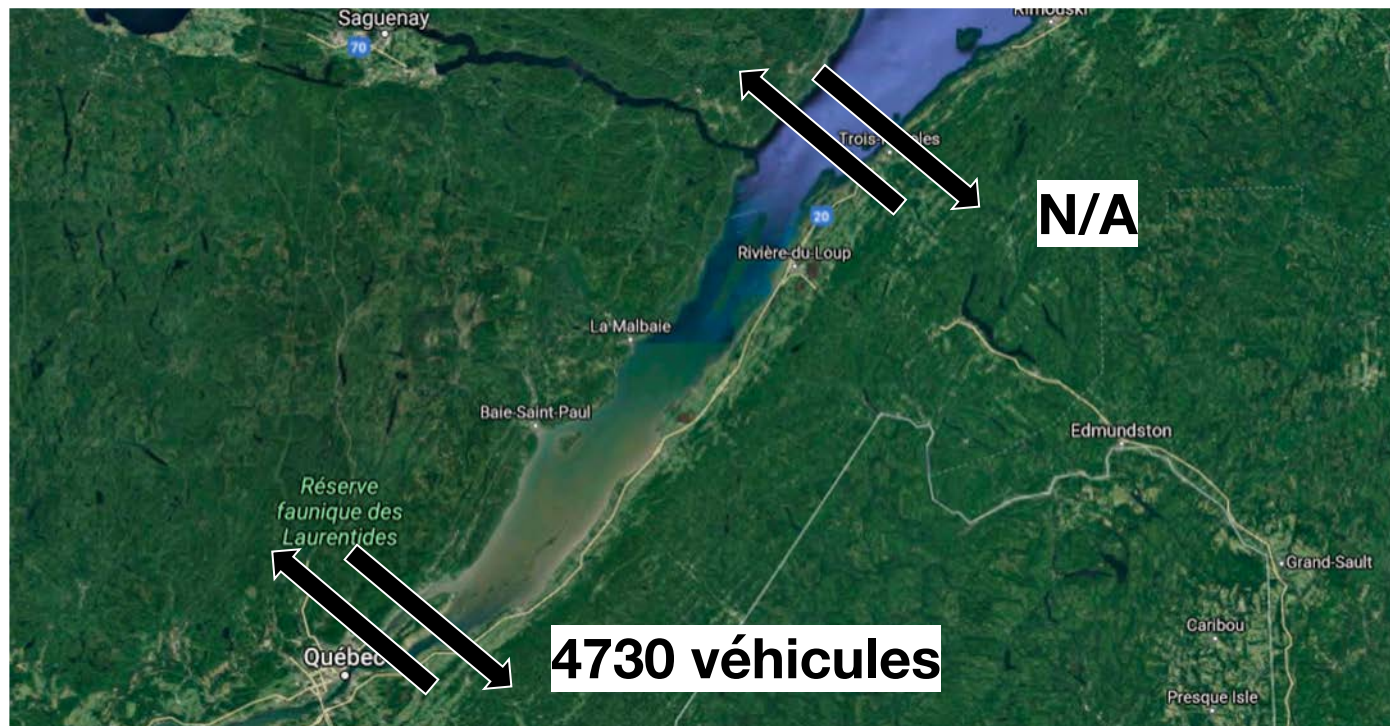 Saguenay
70
Rimouski
Trois-Pistoles
N/A
20
Rivière-du-Loup
La Malbaie
Baie-Saint-Paul
Edmundston
Réserve
faunique des
Laurentides
Grand-Sault
Caribou
Québec
4730 véhicules
Presque Isle